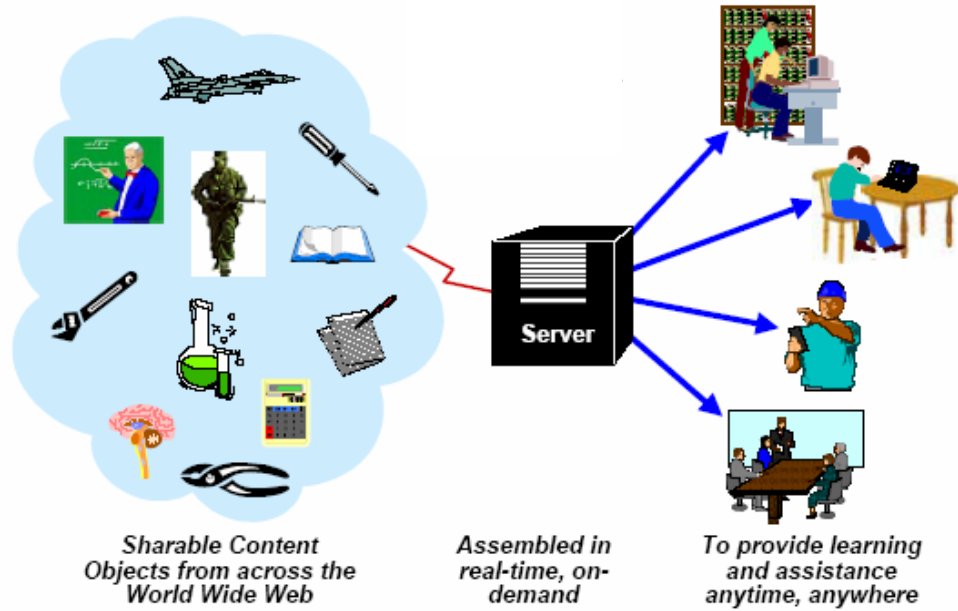 Server
Sharable Content
Objects from across the
World Wide Web
Assembled in
real-time, on-
demand
To provide learning
and assistance
anytime, anywhere